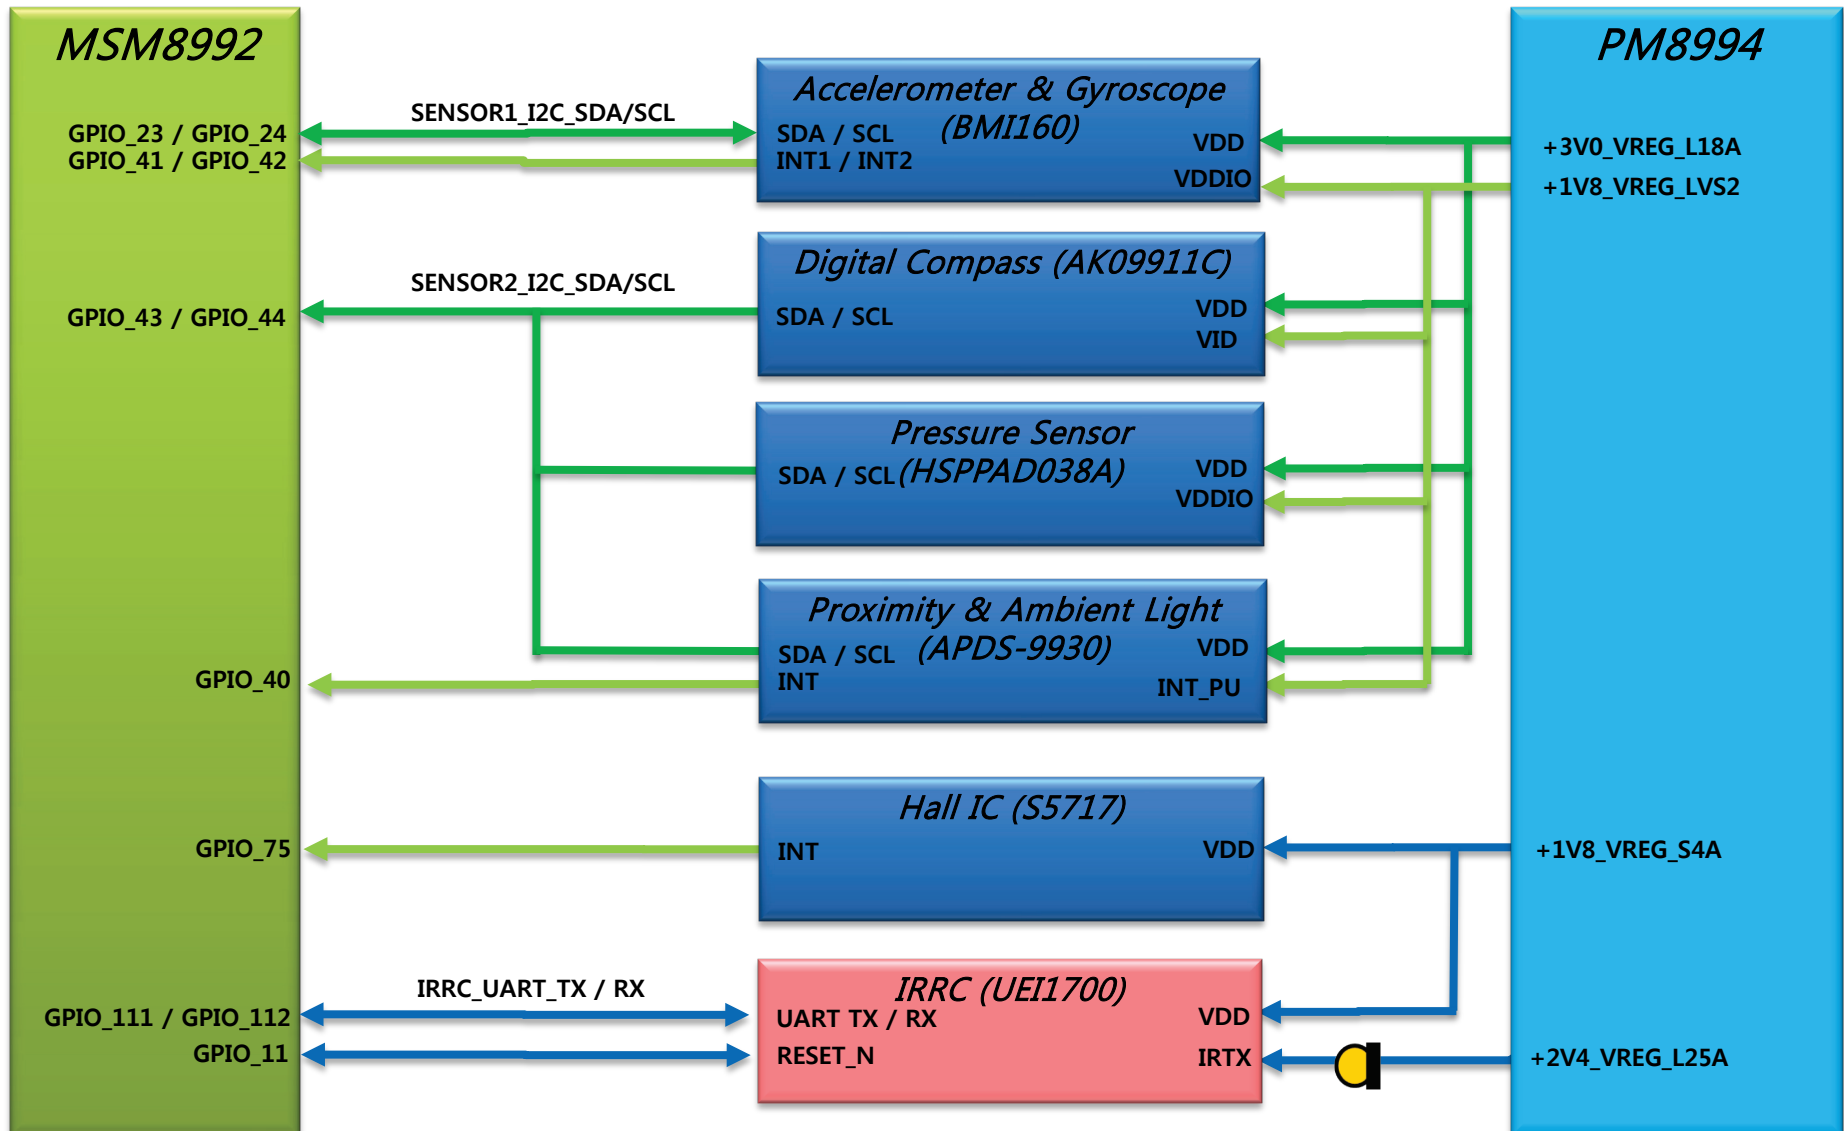 MSM8992
GPIO_23 / GPIO_24
GPIO_41 / GPIO_42
GPIO_43 / GPIO_44
GPIO_40
GPIO_75
GPIO_111 / GPIO_112
GPIO_11
SENSOR1_I2C_SDA/SCL
SENSOR2_I2C_SDA/SCL
IRRC_UART_TX / RX
Accelerometer & Gyroscope
(BMI160)
SDA / SCL
INT1 / INT2
VDD
VDDIO
Digital Compass (AK09911C)
SDA / SCL
VDD
VID
Pressure Sensor
(HSPPAD038A)
SDA / SCL
VDD
VDDIO
Proximity & Ambient Light
(APDS-9930)
SDA / SCL
INT
VDD
INT_PU
Hall IC (S5717)
INT
VDD
IRRC (UEI1700)
UART TX / RX
RESET_N
VDD
IRTX
PM8994
+3V0_VREG_L18A
+1V8_VREG_LVS2
+1V8_VREG_S4A
+2V4_VREG_L25A